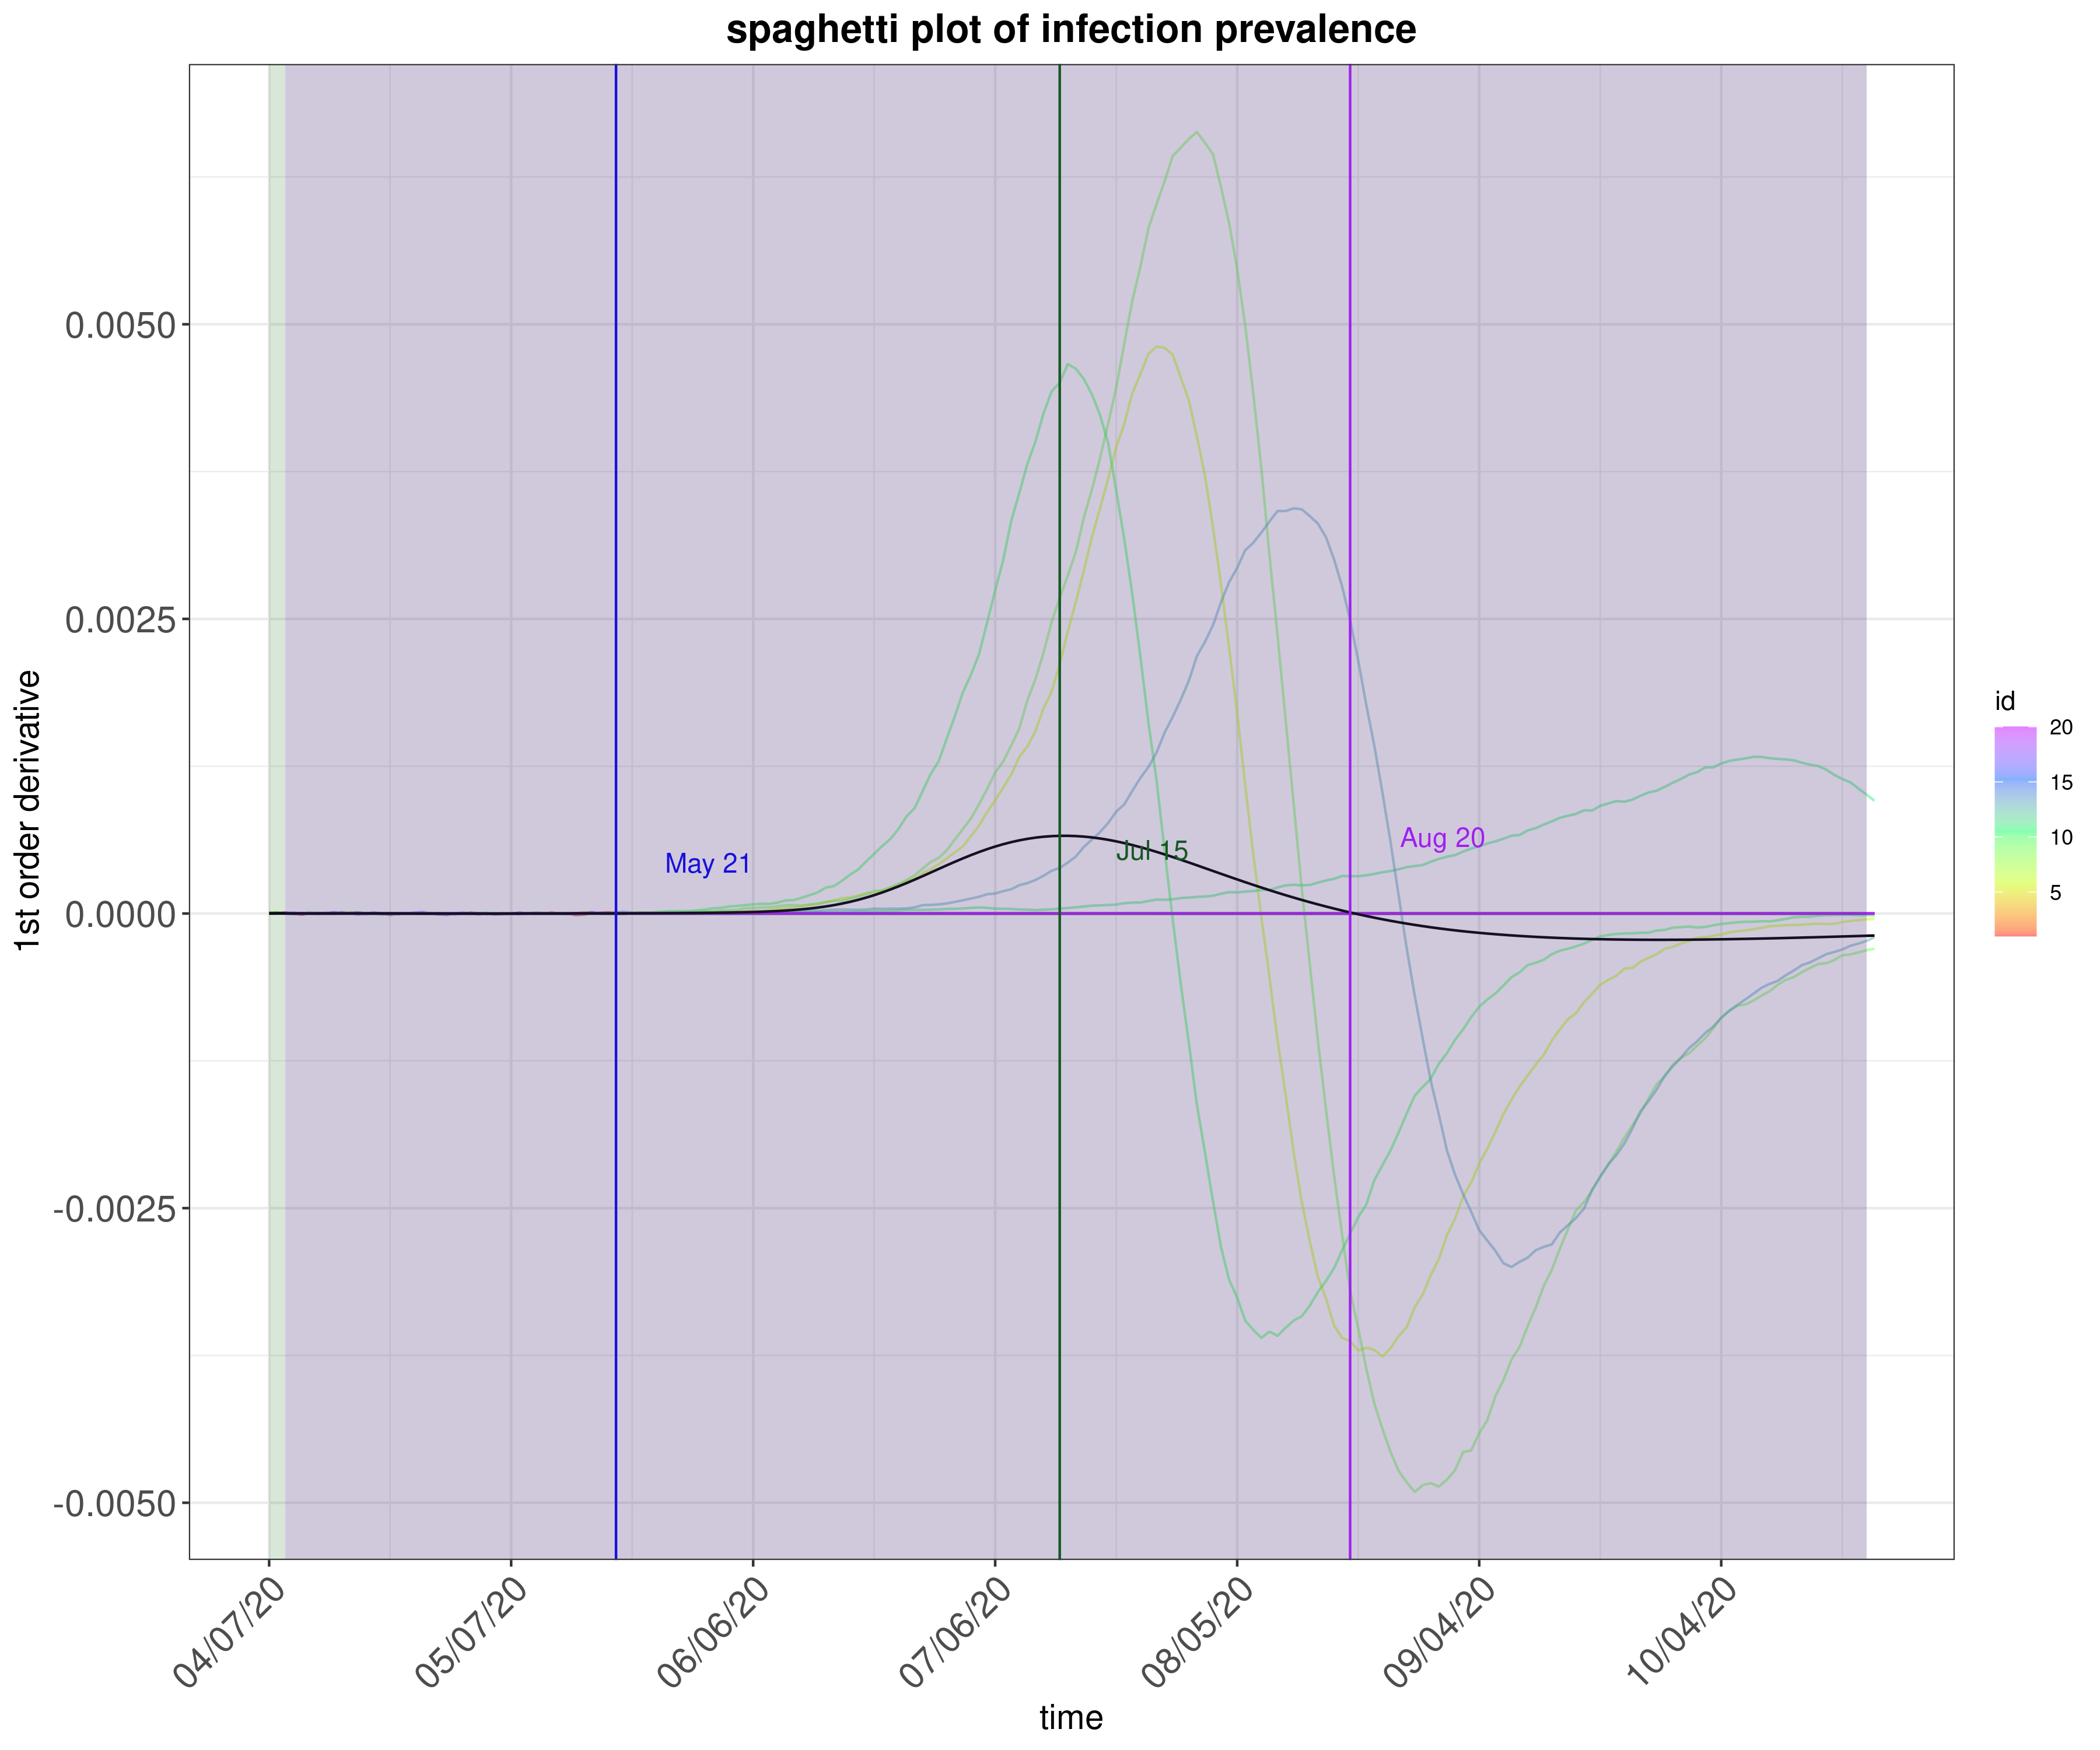 spaghetti plot of infection prevalence
1st order derivative
0.0050
0.0025
0.0000
-0.0025
-0.0050
May 21
Jul 15
Aug 20
id
20
15
10
5
04/07/20
05/07/20
06/06/20
07/06/20
08/05/20
09/04/20
10/04/20
time